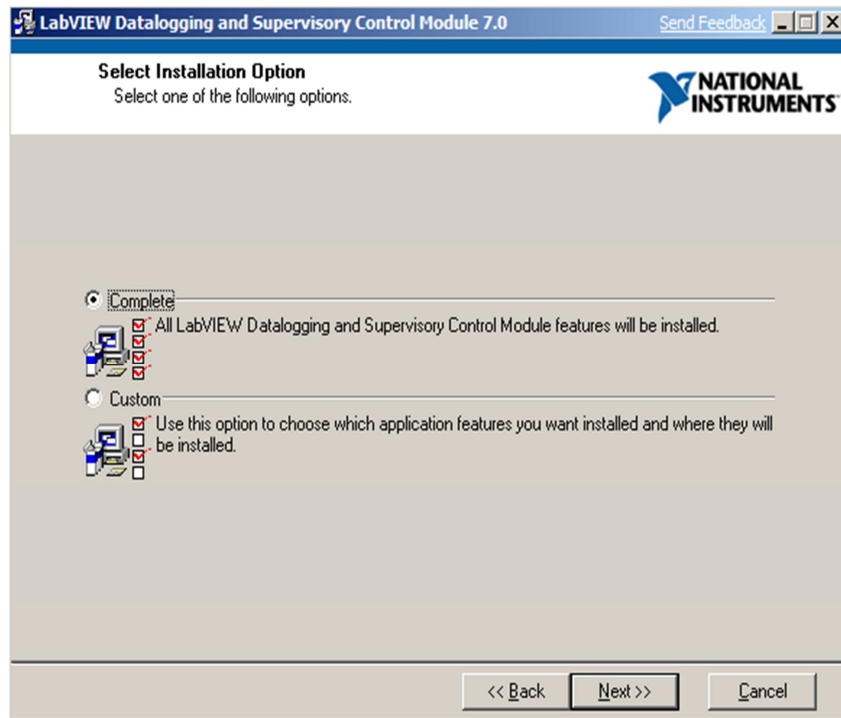 LabVIEW Datalogging and Supervisory Control Module 7.0 Send Feedback
Select Installation Option
Select one of the following options.
NATIONAL
INSTRUMENTS
Complete
All LabVIEW Datalogging and Supervisory Control Module features will be installed.
Custom
Use this option to choose which application features you want installed and where they will
be installed.
<< Back Next >> Cancel